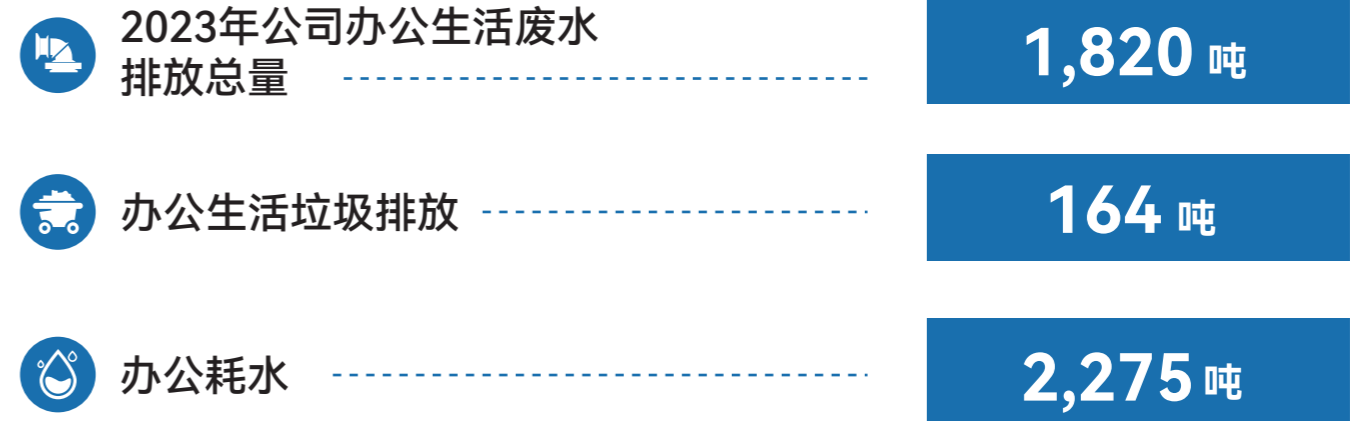 2023年公司办公生活废水
排放总量
1,820 吨
办公生活垃圾排放
164 吨
办公耗水
2,275 吨